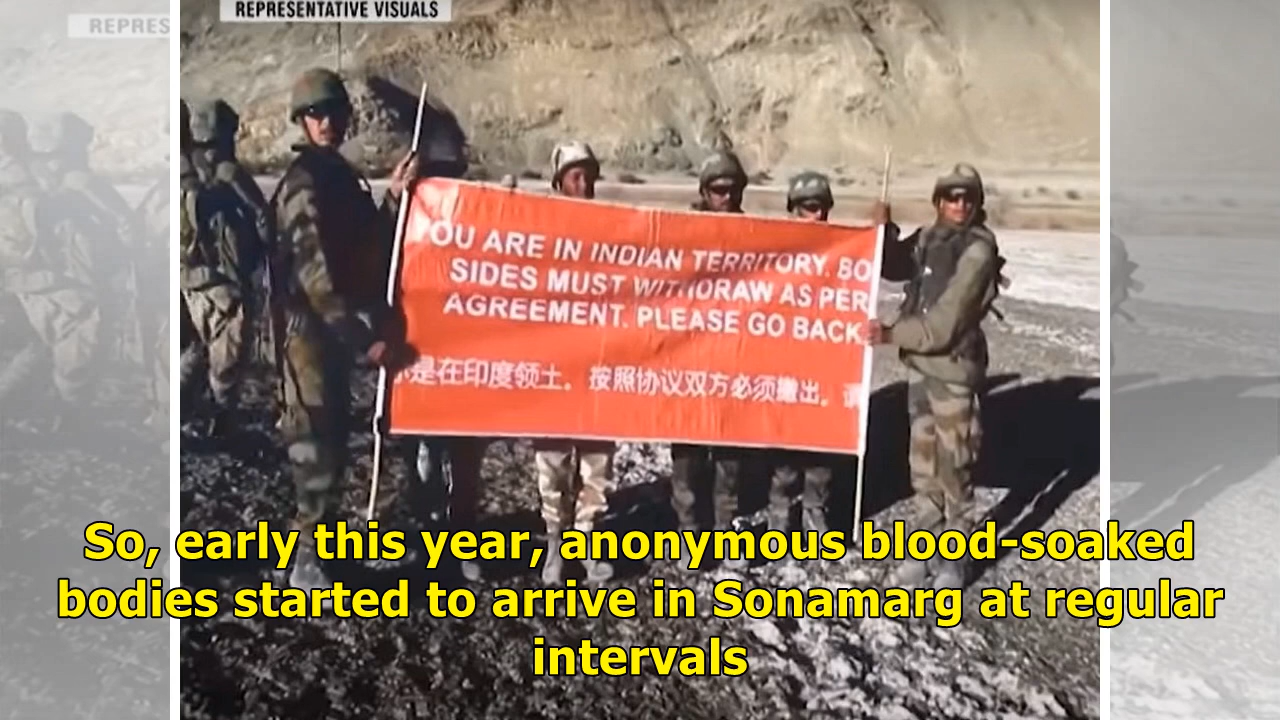 REPRESENTATIVE VISUALS
REPRES
OU ARE IN INDIAN TERRITORY. BO
SIDES MUST WITHDRAW AS PER
AGREEMENT. PLEASE GO BACK
是在印度领土。按照协议双方必须撤出。
So, early this year, anonymous blood-soaked
bodies started to arrive in Sonamarg at regular
intervals